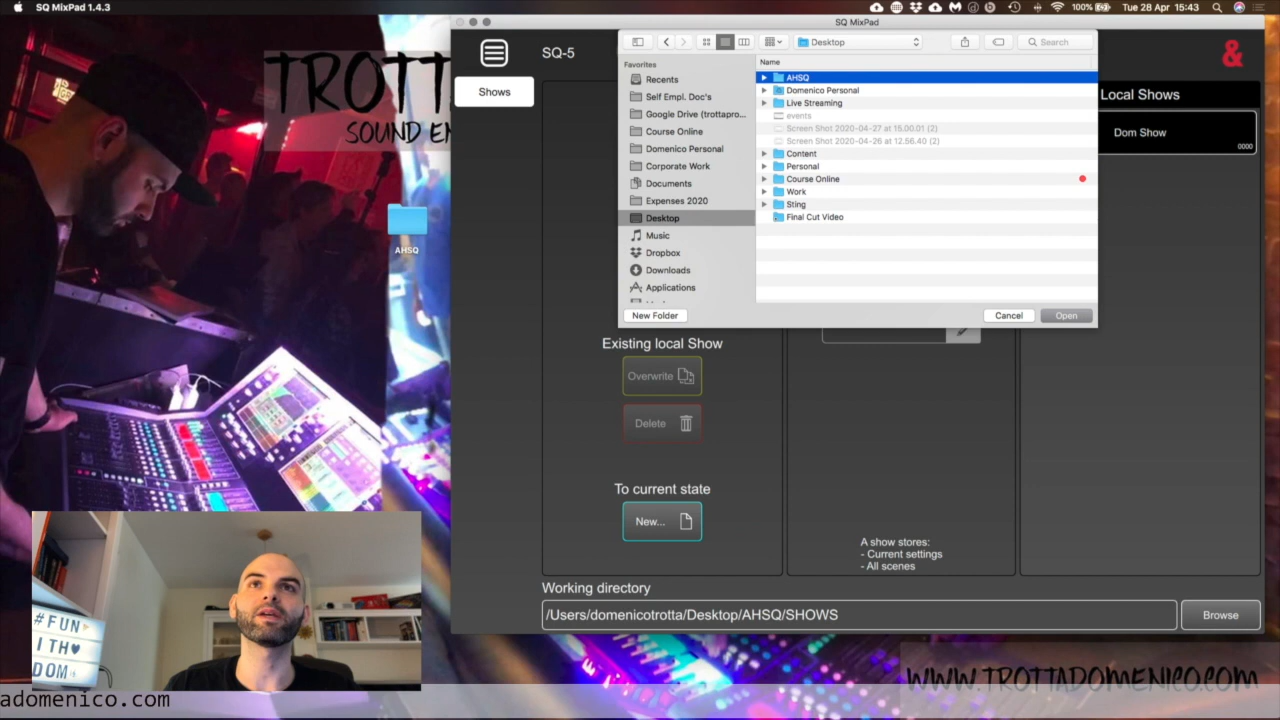 SQ MixPad 1.4.3
100%
Tue 28 Apr 15:43
SQ MixPad
SQ-5
Shows
Desktop
Search
Favorites
Recents
Self Empl. Doc's
Google Drive (trottapro...
Course Online
Domenico Personal
Corporate Work
Documents
Expenses 2020
Desktop
Music
Dropbox
Downloads
Applications
Name
AHSQ
Domenico Personal
Live Streaming
events
Screen Shot 2020-04-27 at 15.00.01 (2)
Screen Shot 2020-04-26 at 12.56.40 (2)
Content
Personal
Course Online
Work
Sting
Final Cut Video
New Folder
Cancel
Open
Local Shows
Dom Show
0000
&
TROTT
SOUND EN
AHSQ
Existing local Show
Overwrite
Delete
To current state
New...
A show stores:
- Current settings
- All scenes
Working directory
/Users/domenicotrotta/Desktop/AHSQ/SHOWS
Browse
#FUN
ITH
DOM
WWW.TROTTADOMENICO.COM
adomenico.com